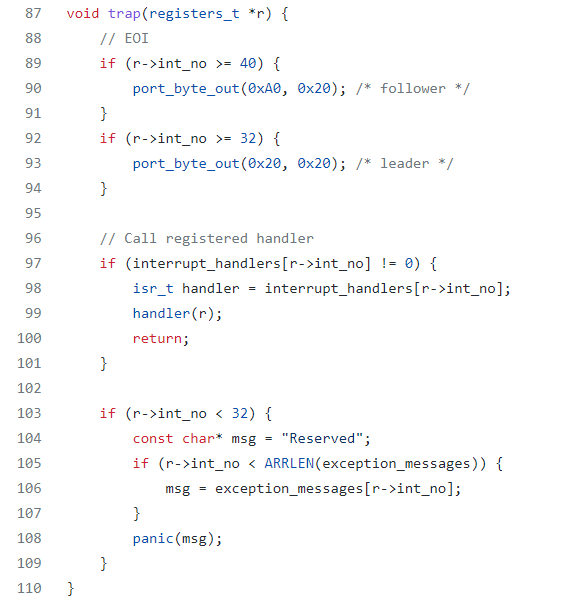 87 void trap(registers_t *r) {
88     // EOI
89     if (r->int_no >= 40) {
90         port_byte_out(0xA0, 0x20); /* follower */
91     }
92     if (r->int_no >= 32) {
93         port_byte_out(0x20, 0x20); /* leader */
94     }
95
96     // Call registered handler
97     if (interrupt_handlers[r->int_no] != 0) {
98         isr_t handler = interrupt_handlers[r->int_no];
99         handler(r);
100         return;
101     }
102
103     if (r->int_no < 32) {
104         const char* msg = "Reserved";
105         if (r->int_no < ARRLEN(exception_messages)) {
106             msg = exception_messages[r->int_no];
107         }
108         panic(msg);
109     }
110 }